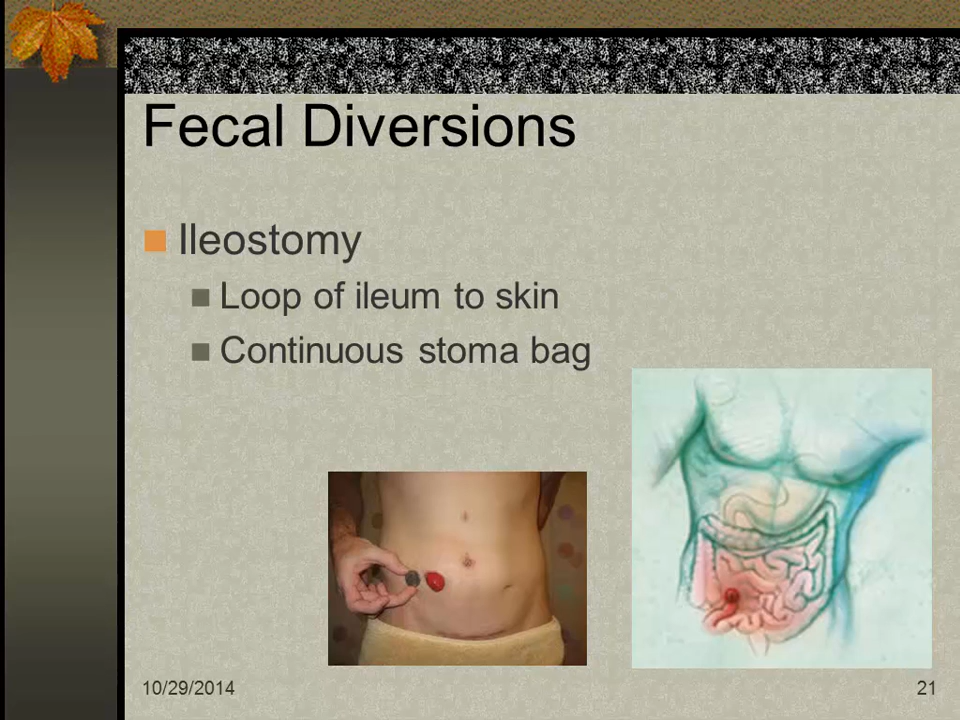 Fecal Diversions
Ileostomy
Loop of ileum to skin
Continuous stoma bag
10/29/2014
21